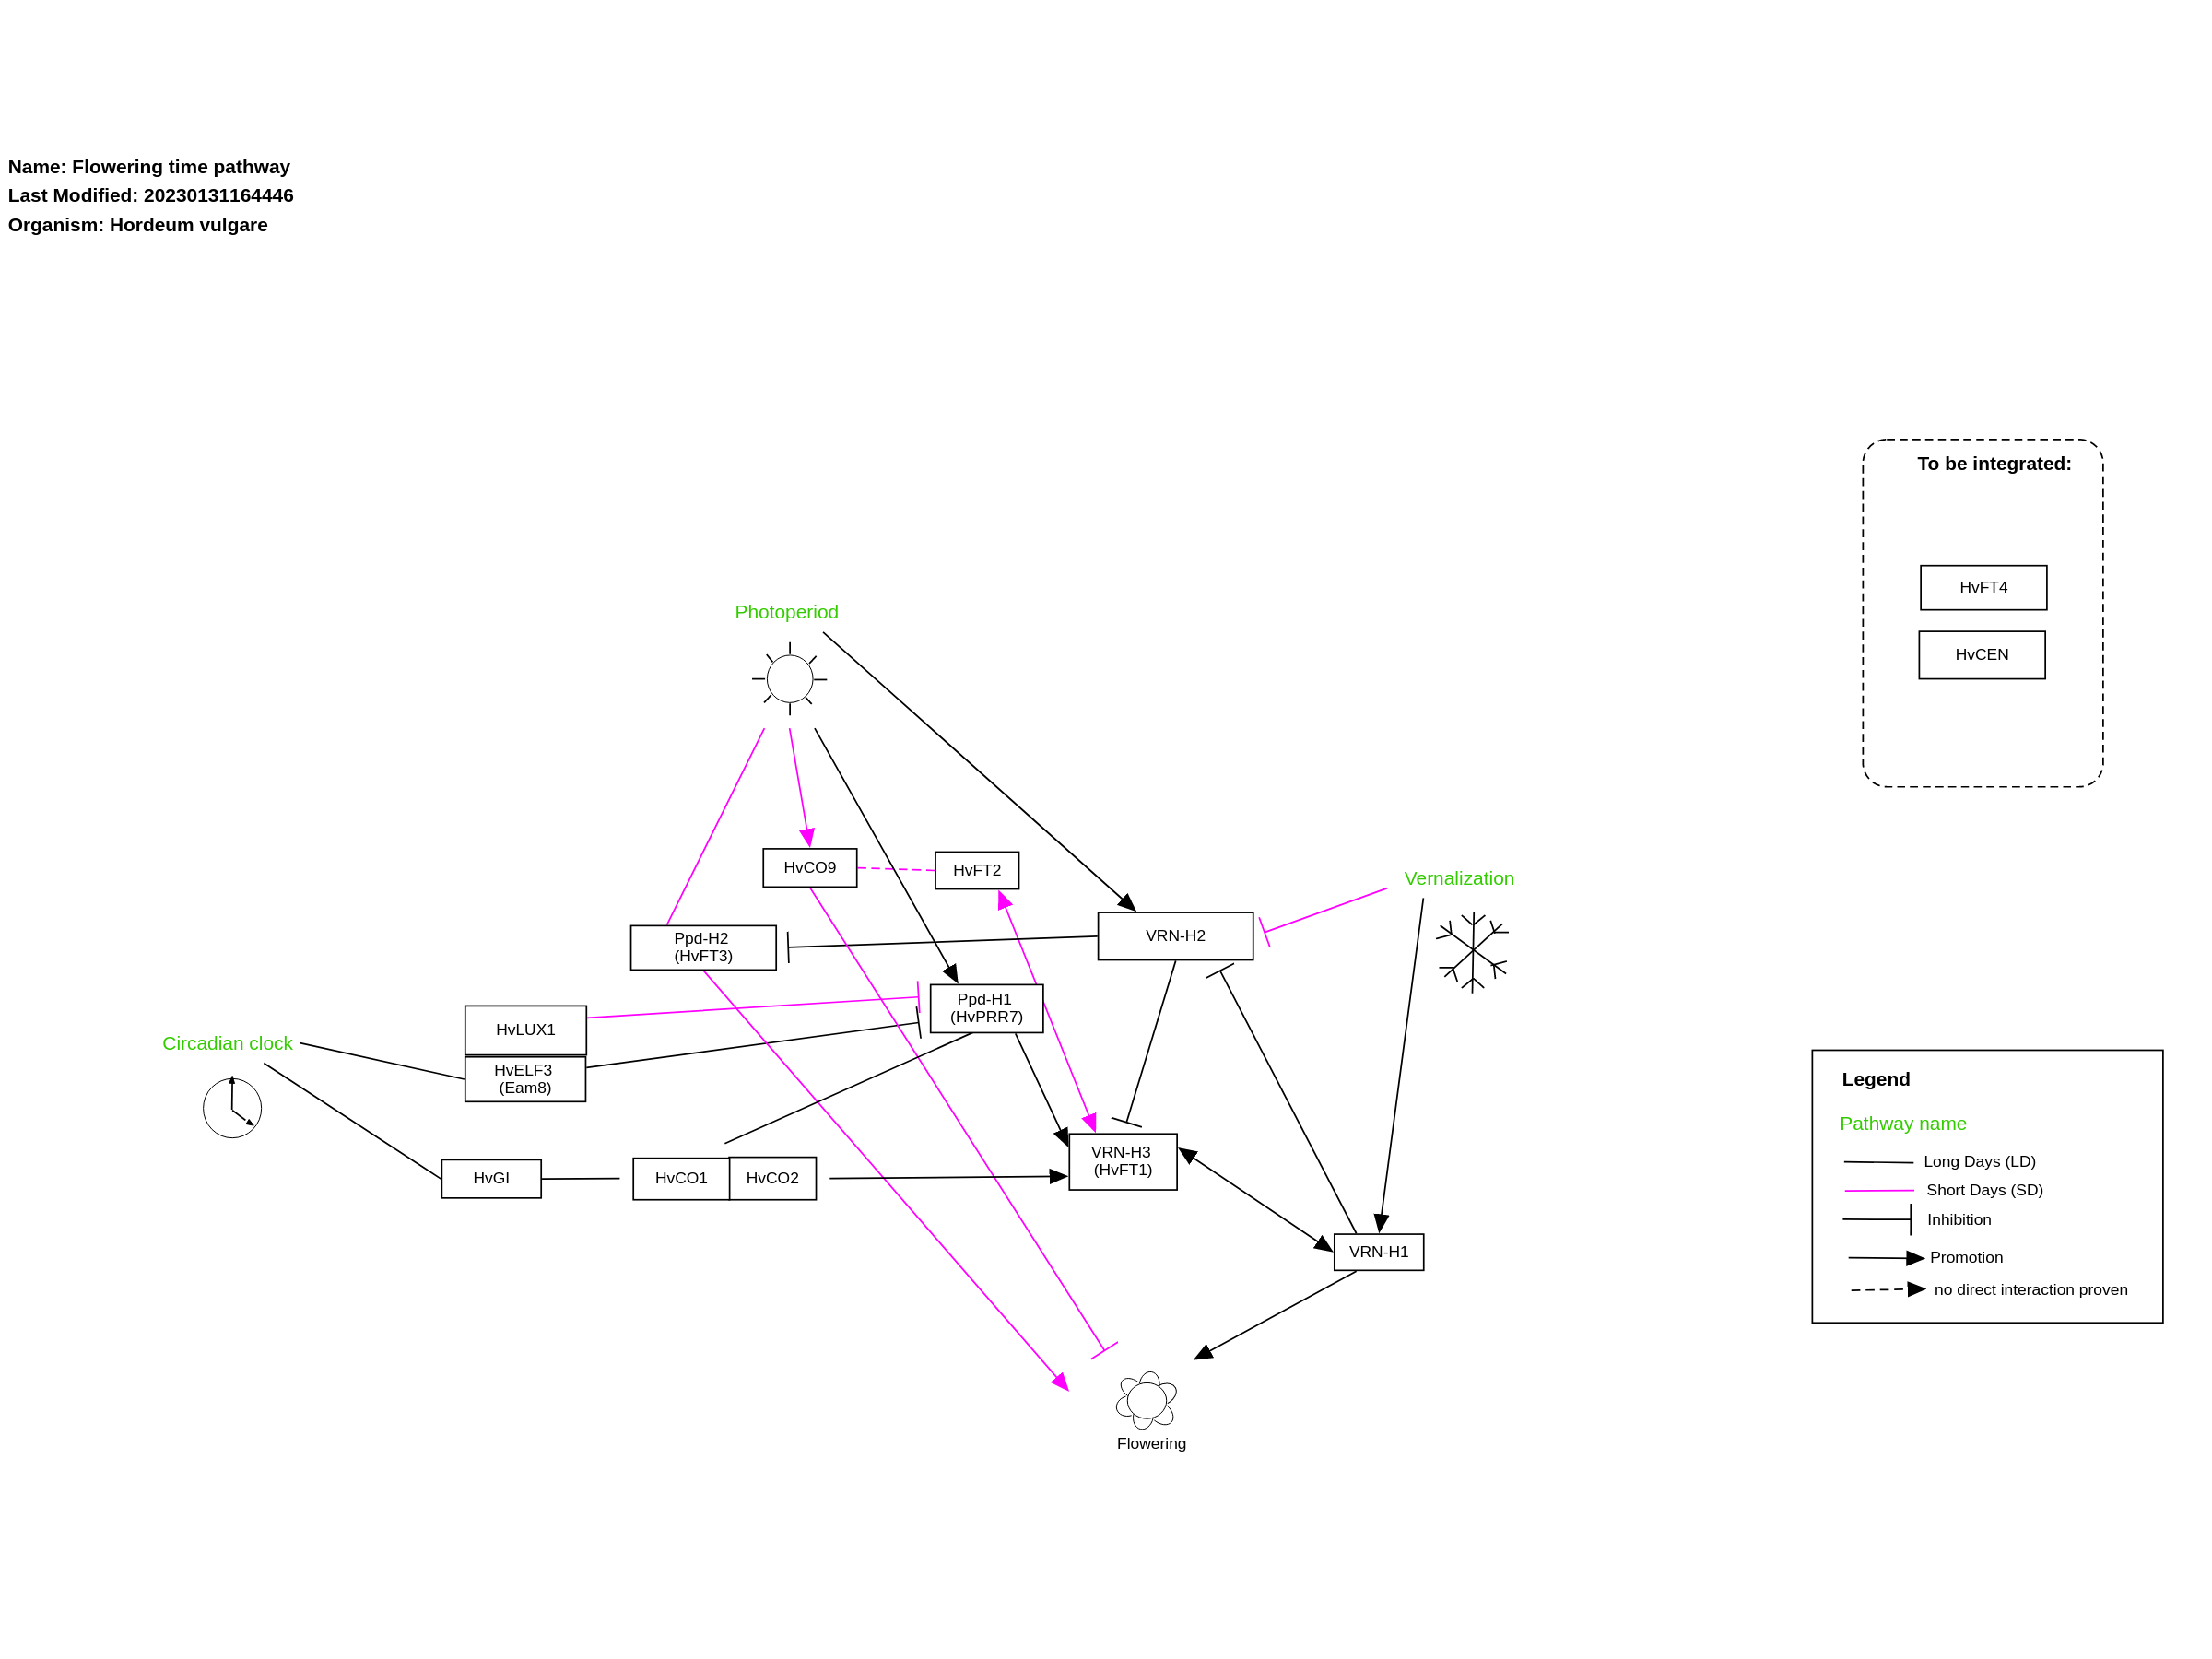 Name: Flowering time pathway
Last Modified: 20230131164446
Organism: Hordeum vulgare
To be integrated:
HvFT4
HvCEN
Photoperiod
HvCO9
HvFT2
Vernalization
VRN-H2
Ppd-H2
(HvFT3)
Ppd-H1
(HvPRR7)
HvLUX1
Circadian clock
HvELF3
(Eam8)
VRN-H3
(HvFT1)
HvGI
HvCO1
HvCO2
VRN-H1
Flowering
Legend
Pathway name
Long Days (LD)
Short Days (SD)
Inhibition
Promotion
no direct interaction proven